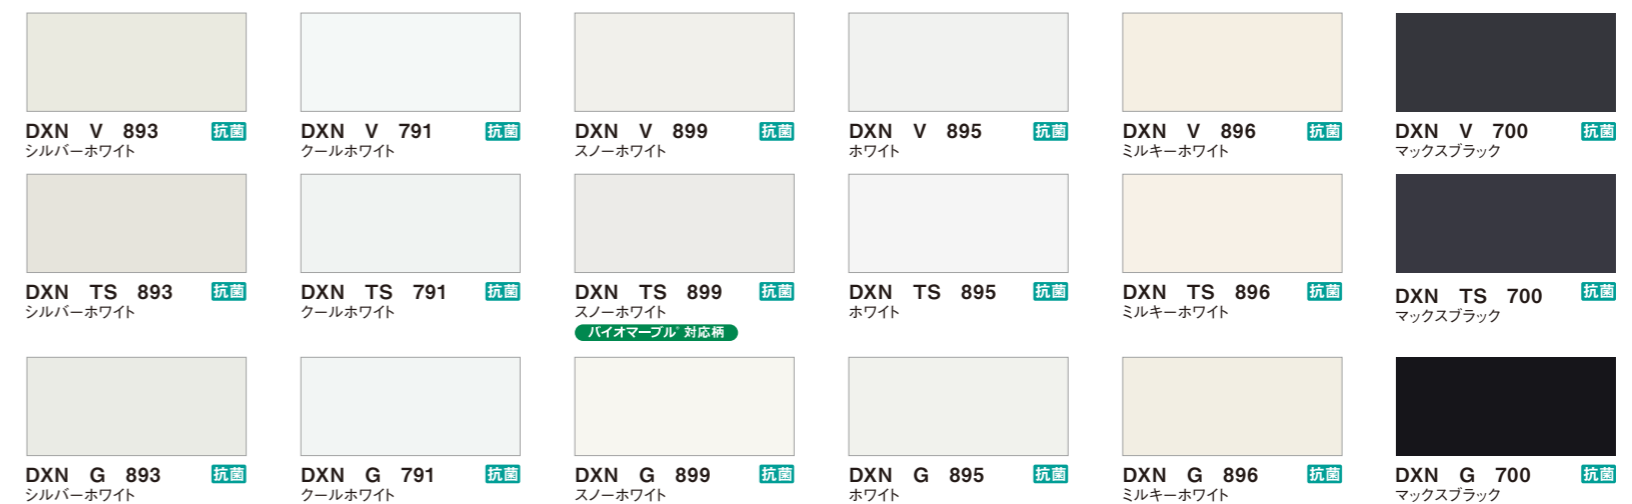 DXN V 893 抗菌
シルバーホワイト
DXN V 791 抗菌
クールホワイト
DXN V 899 抗菌
スノーホワイト
DXN V 895 抗菌
ホワイト
DXN V 896 抗菌
ミルキーホワイト
DXN V 700 抗菌
マックスブラック
DXN TS 893 抗菌
シルバーホワイト
DXN TS 791 抗菌
クールホワイト
DXN TS 899 抗菌
スノーホワイト
バイオマーブル® 対応柄
DXN TS 895 抗菌
ホワイト
DXN TS 896 抗菌
ミルキーホワイト
DXN TS 700 抗菌
マックスブラック
DXN G 893 抗菌
シルバーホワイト
DXN G 791 抗菌
クールホワイト
DXN G 899 抗菌
スノーホワイト
DXN G 895 抗菌
ホワイト
DXN G 896 抗菌
ミルキーホワイト
DXN G 700 抗菌
マックスブラック